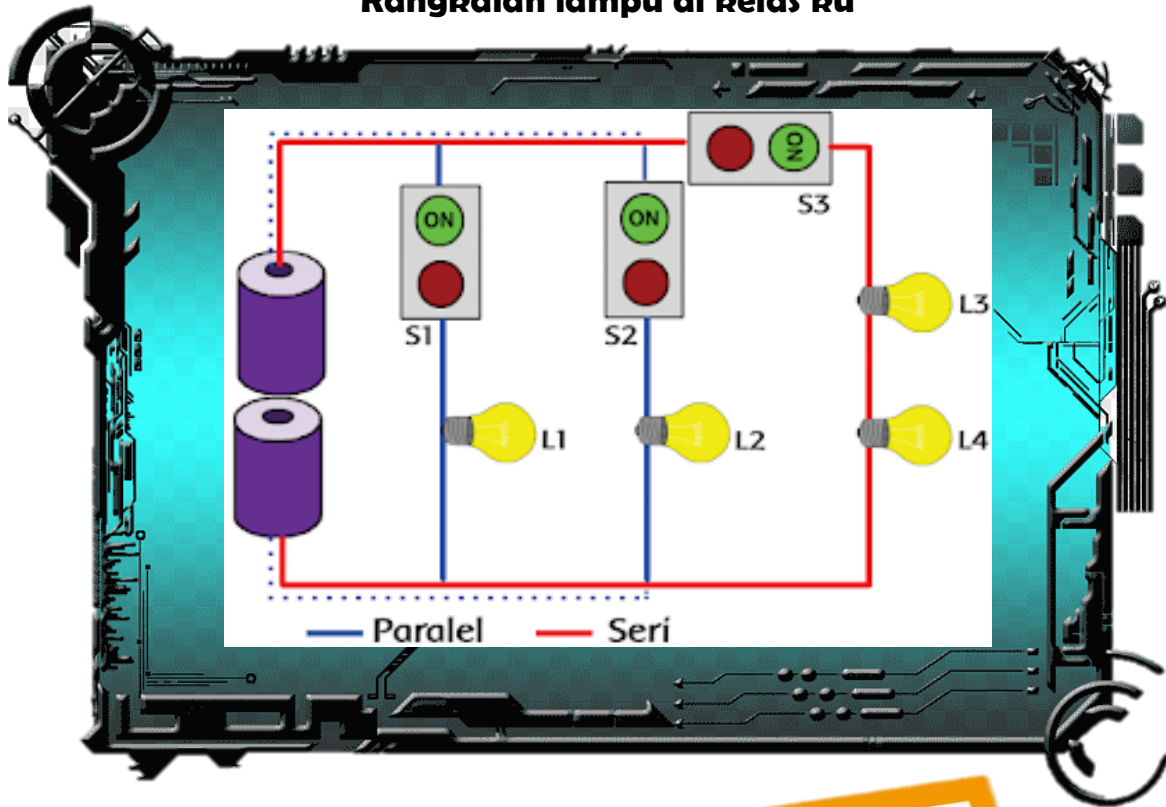 Rangkaian lampu di kelas ku
ON
S3
ON
ON
S1
S2
L3
L1
L2
L4
Paralel
Seri